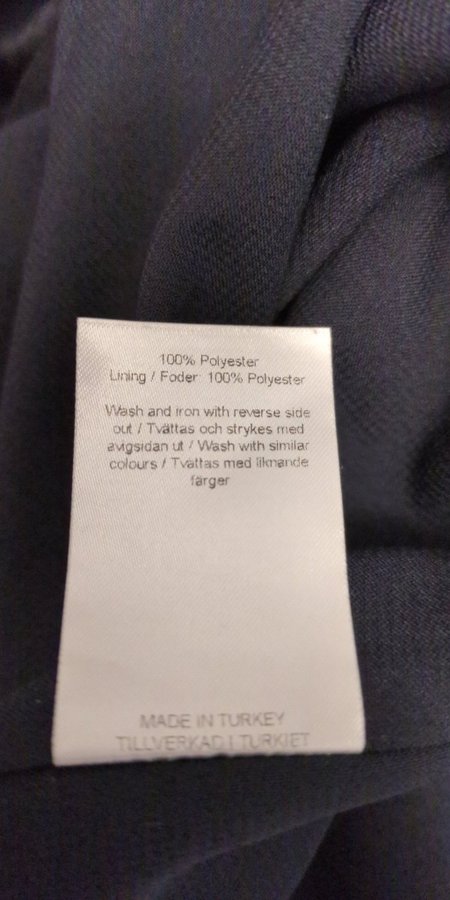 100% Polyester
Lining / Foder: 100% Polyester
Wash and iron with reverse side
out / Tvättas och strykes med
avigsidan ut / Wash with similar
colours / Tvättas med liknande
färger
MADE IN TURKEY
TILLVERKAD I TURKIET